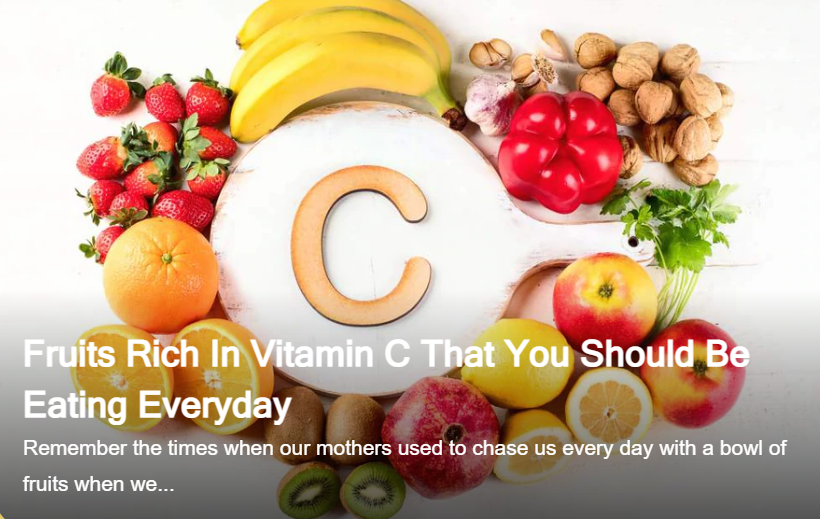 C
Fruits Rich In Vitamin C That You Should Be
Eating Everyday
Remember the times when our mothers used to chase us every day with a bowl of
fruits when we...